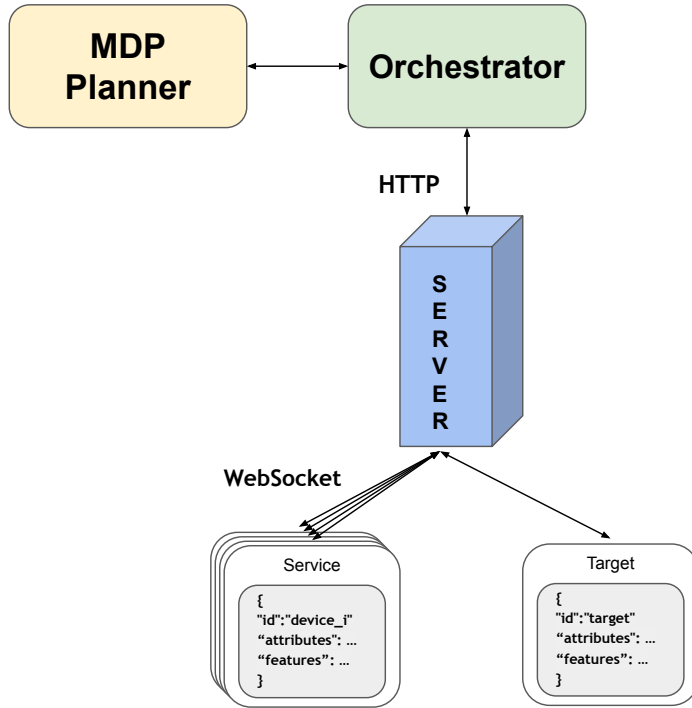 MDP
Planner
Orchestrator
HTTP
S
E
R
V
E
R
WebSocket
Service
{
"id":"device_i"
“attributes": ...
“features”: ...
}
Target
{
"id":"target"
“attributes": ...
“features”: ...
}